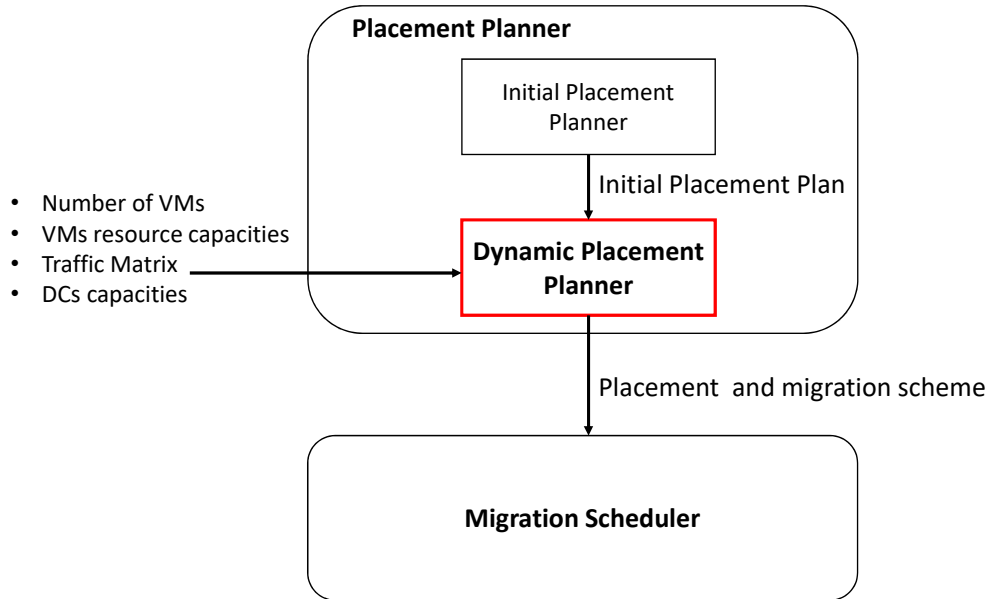 Placement Planner
Initial Placement
Planner
Initial Placement Plan
• Number of VMs
• VMs resource capacities
• Traffic Matrix
• DCs capacities
Dynamic Placement
Planner
Placement and migration scheme
Migration Scheduler